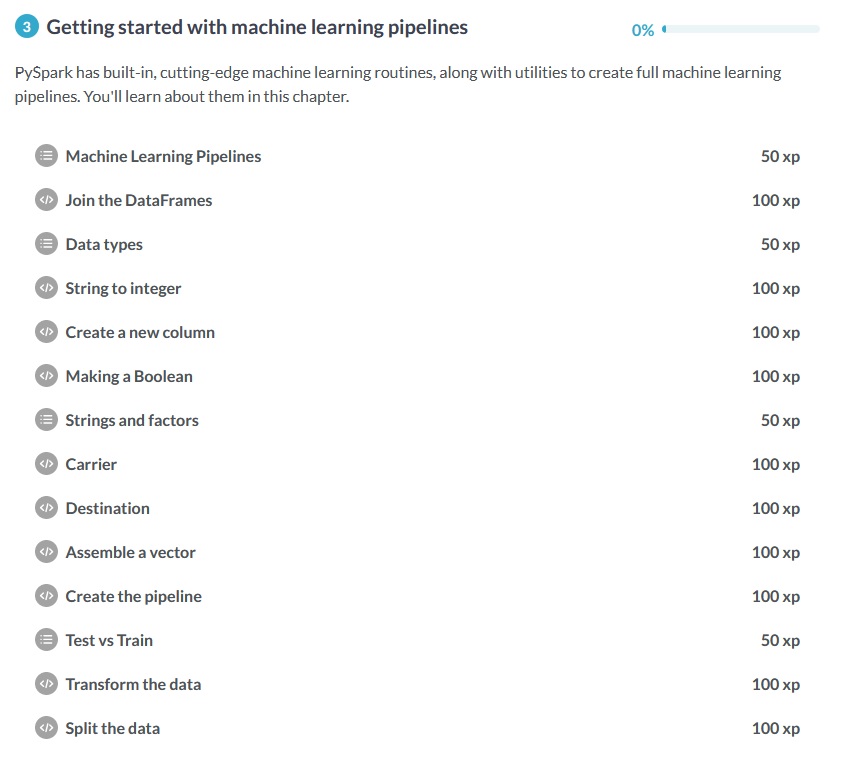 3 Getting started with machine learning pipelines 0%
PySpark has built-in, cutting-edge machine learning routines, along with utilities to create full machine learning
pipelines. You'll learn about them in this chapter.
Machine Learning Pipelines 50 xp
</> Join the DataFrames 100 xp
Data types 50 xp
</> String to integer 100 xp
</> Create a new column 100 xp
</> Making a Boolean 100 xp
Strings and factors 50 xp
</> Carrier 100 xp
</> Destination 100 xp
</> Assemble a vector 100 xp
</> Create the pipeline 100 xp
Test vs Train 50 xp
</> Transform the data 100 xp
</> Split the data 100 xp